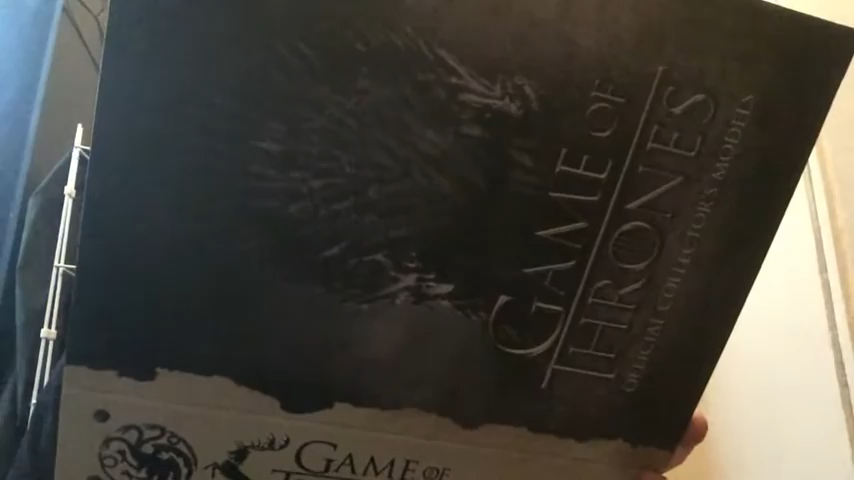 GAME OF
THRONES
OFFICIAL COLLECTOR'S MODELS
GAME OF